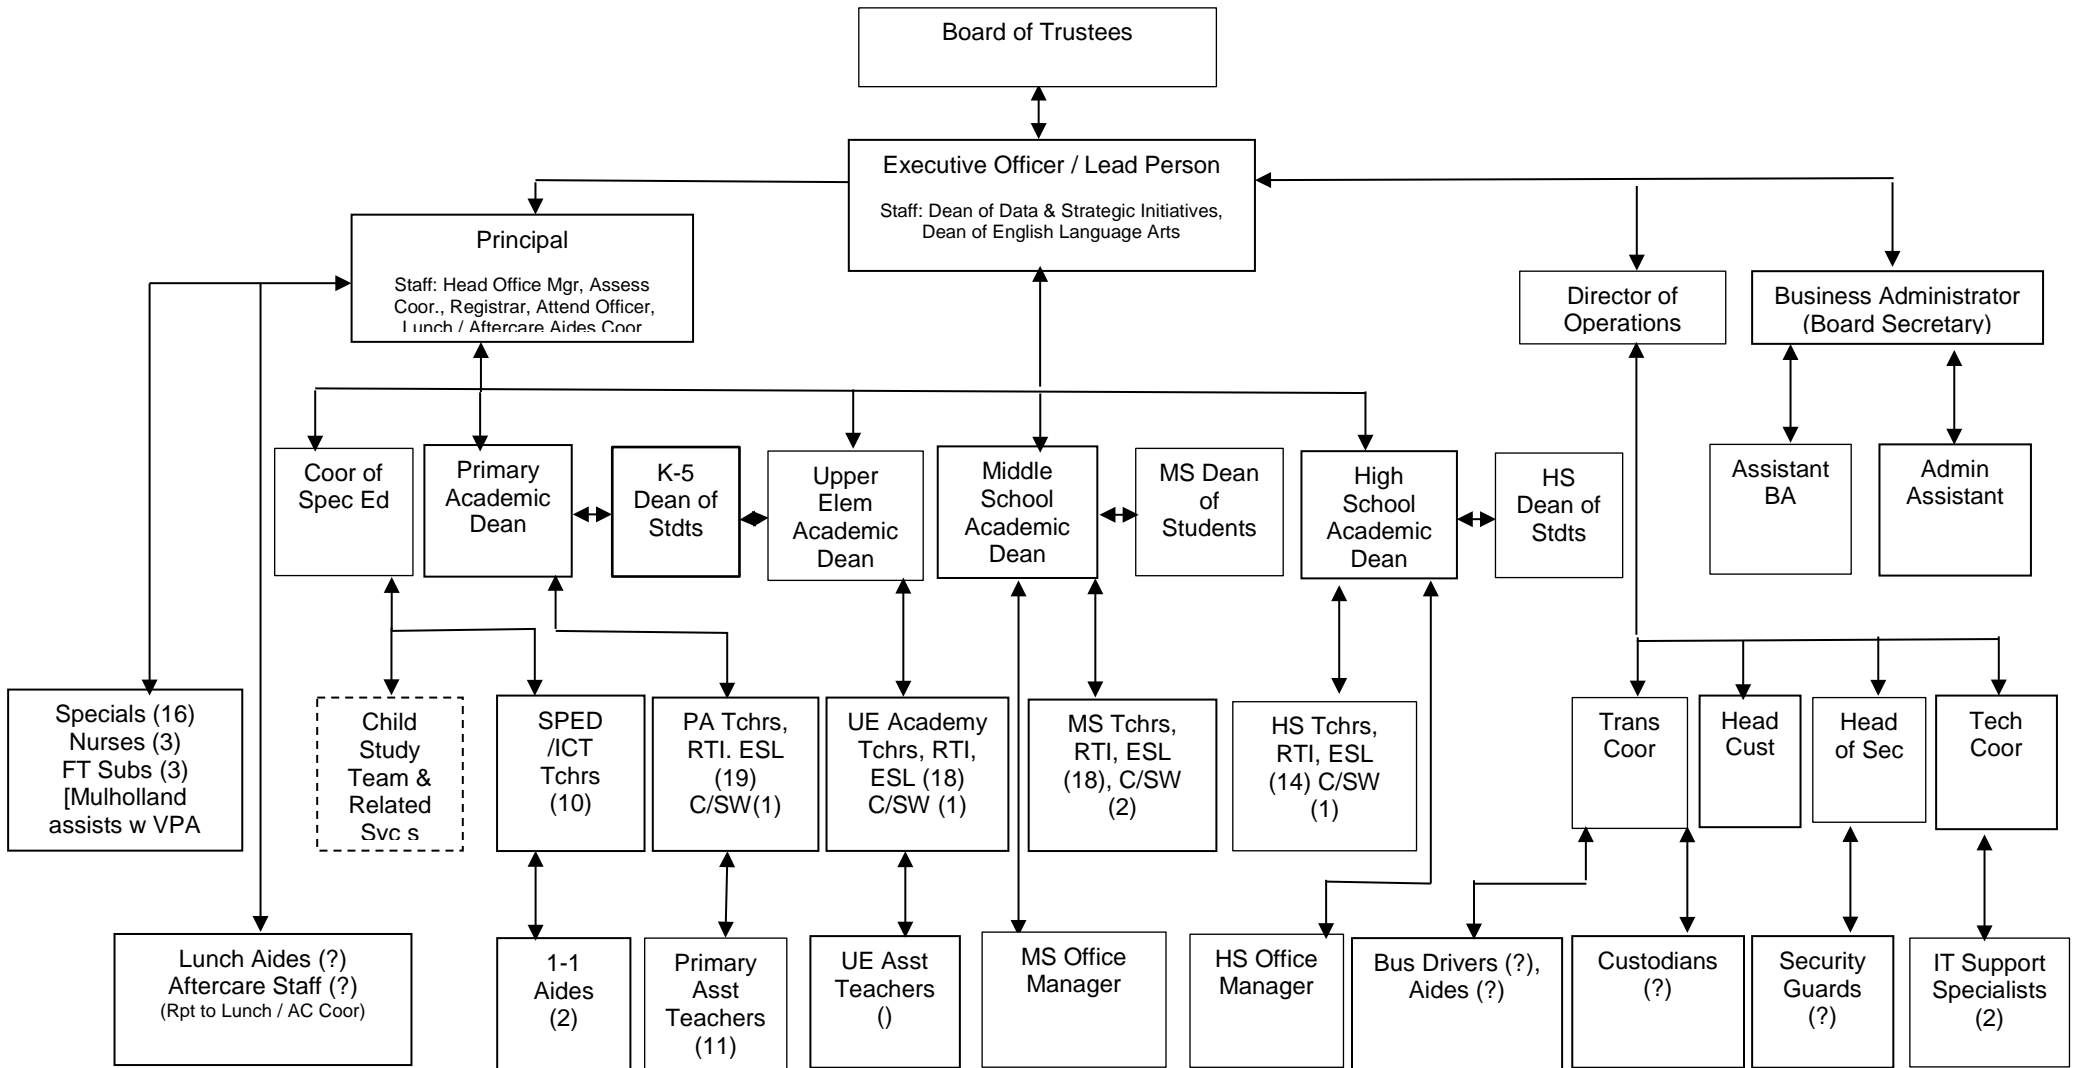 Board of Trustees
Executive Officer / Lead Person
Staff: Dean of Data & Strategic Initiatives,
Dean of English Language Arts
Principal
Staff: Head Office Mgr, Assess
Coor., Registrar, Attend Officer,
Lunch / Aftercare Aides Coor
Director of
Operations
Business Administrator
(Board Secretary)
Coor of
Spec Ed
Primary
Academic
Dean
K-5
Dean of
Stdts
Upper
Elem
Academic
Dean
Middle
School
Academic
Dean
MS Dean
of
Students
High
School
Academic
Dean
HS
Dean of
Stdts
Assistant
BA
Admin
Assistant
Specials (16)
Nurses (3)
FT Subs (3)
[Mulholland
assists w VPA
Child
Study
Team &
Related
Svc s
SPED
/ICT
Tchrs
(10)
PA Tchrs,
RTI. ESL
(19)
C/SW(1)
UE Academy
Tchrs, RTI,
ESL (18)
C/SW (1)
MS Tchrs,
RTI, ESL
(18), C/SW
(2)
HS Tchrs,
RTI, ESL
(14) C/SW
(1)
Trans
Coor
Head
Cust
Head
of Sec
Tech
Coor
Lunch Aides (?)
Aftercare Staff (?)
(Rpt to Lunch / AC Coor)
1-1
Aides
(2)
Primary
Asst
Teachers
(11)
UE Asst
Teachers
()
MS Office
Manager
HS Office
Manager
Bus Drivers (?),
Aides (?)
Custodians
(?)
Security
Guards
(?)
IT Support
Specialists
(2)